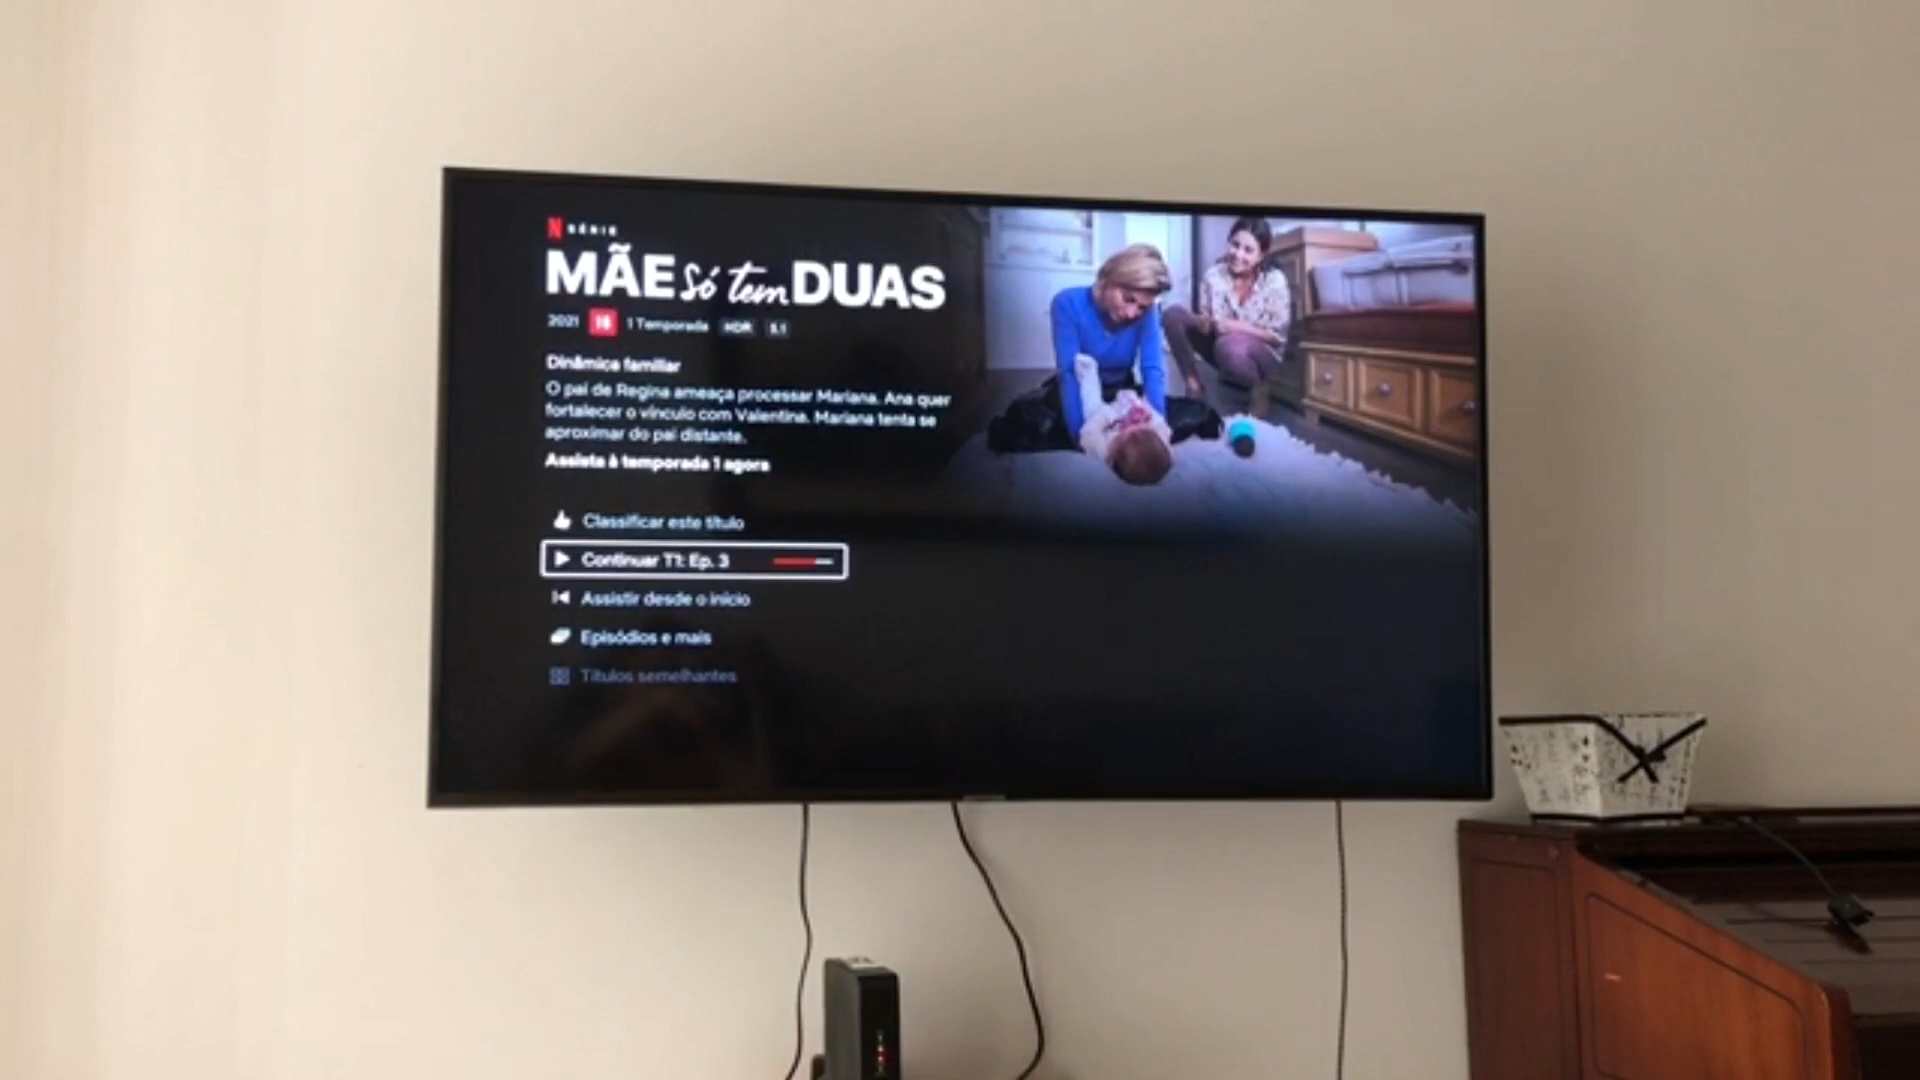 N SÉRIE
MÃE Só tem DUAS
2021 16 1 Temporada HDR 5.1
Dinâmica familiar
O pai de Regina ameaça processar Mariana. Ana quer
fortalecer o vínculo com Valentina. Mariana tenta se
aproximar do pai distante.
Assista à temporada 1 agora
Classificar este título
Continuar T1: Ep. 3
Assistir desde o início
Episódios e mais
Títulos semelhantes